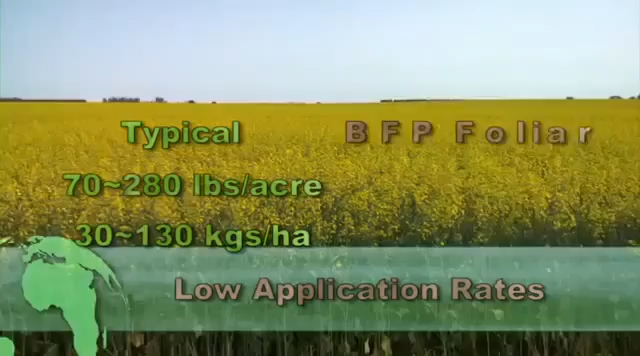 Typical
BFP Foliar
70~280 lbs/acre
30~130 kgs/ha
Low Application Rates